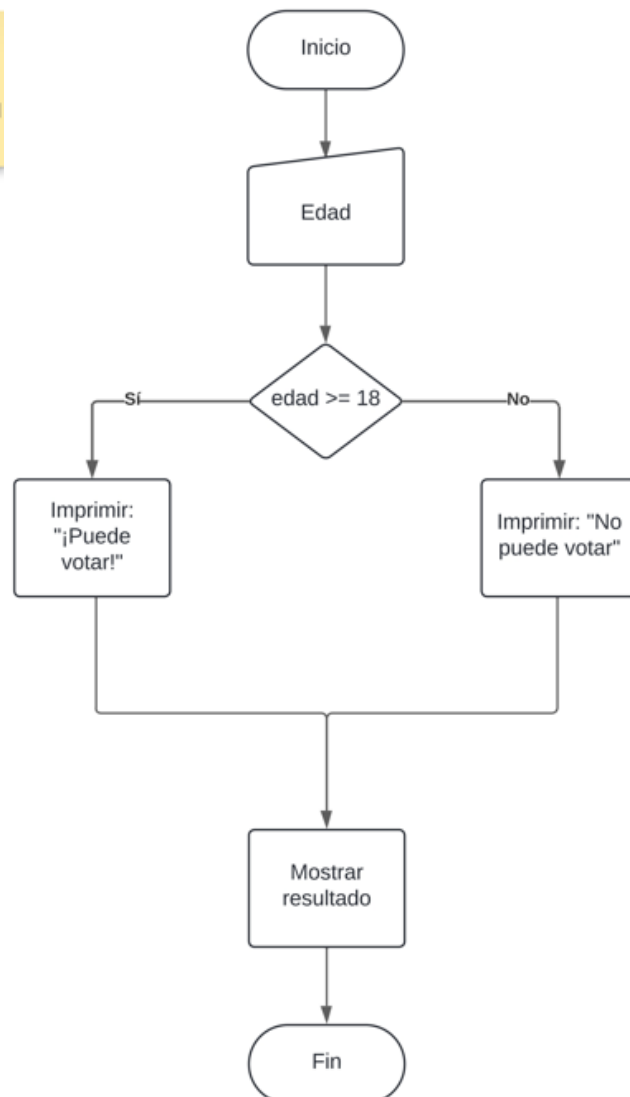 Inicio
Edad
edad >= 18
Sí
No
Imprimir:
"¡Puede
votar!"
Imprimir: "No
puede votar"
Mostrar
resultado
Fin